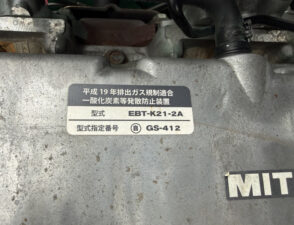 平成19年排出ガス規制適合
一酸化炭素等発散防止装置
型式 EBT-K21-2A
型式指定番号 Ⓑ GS-412
MIT